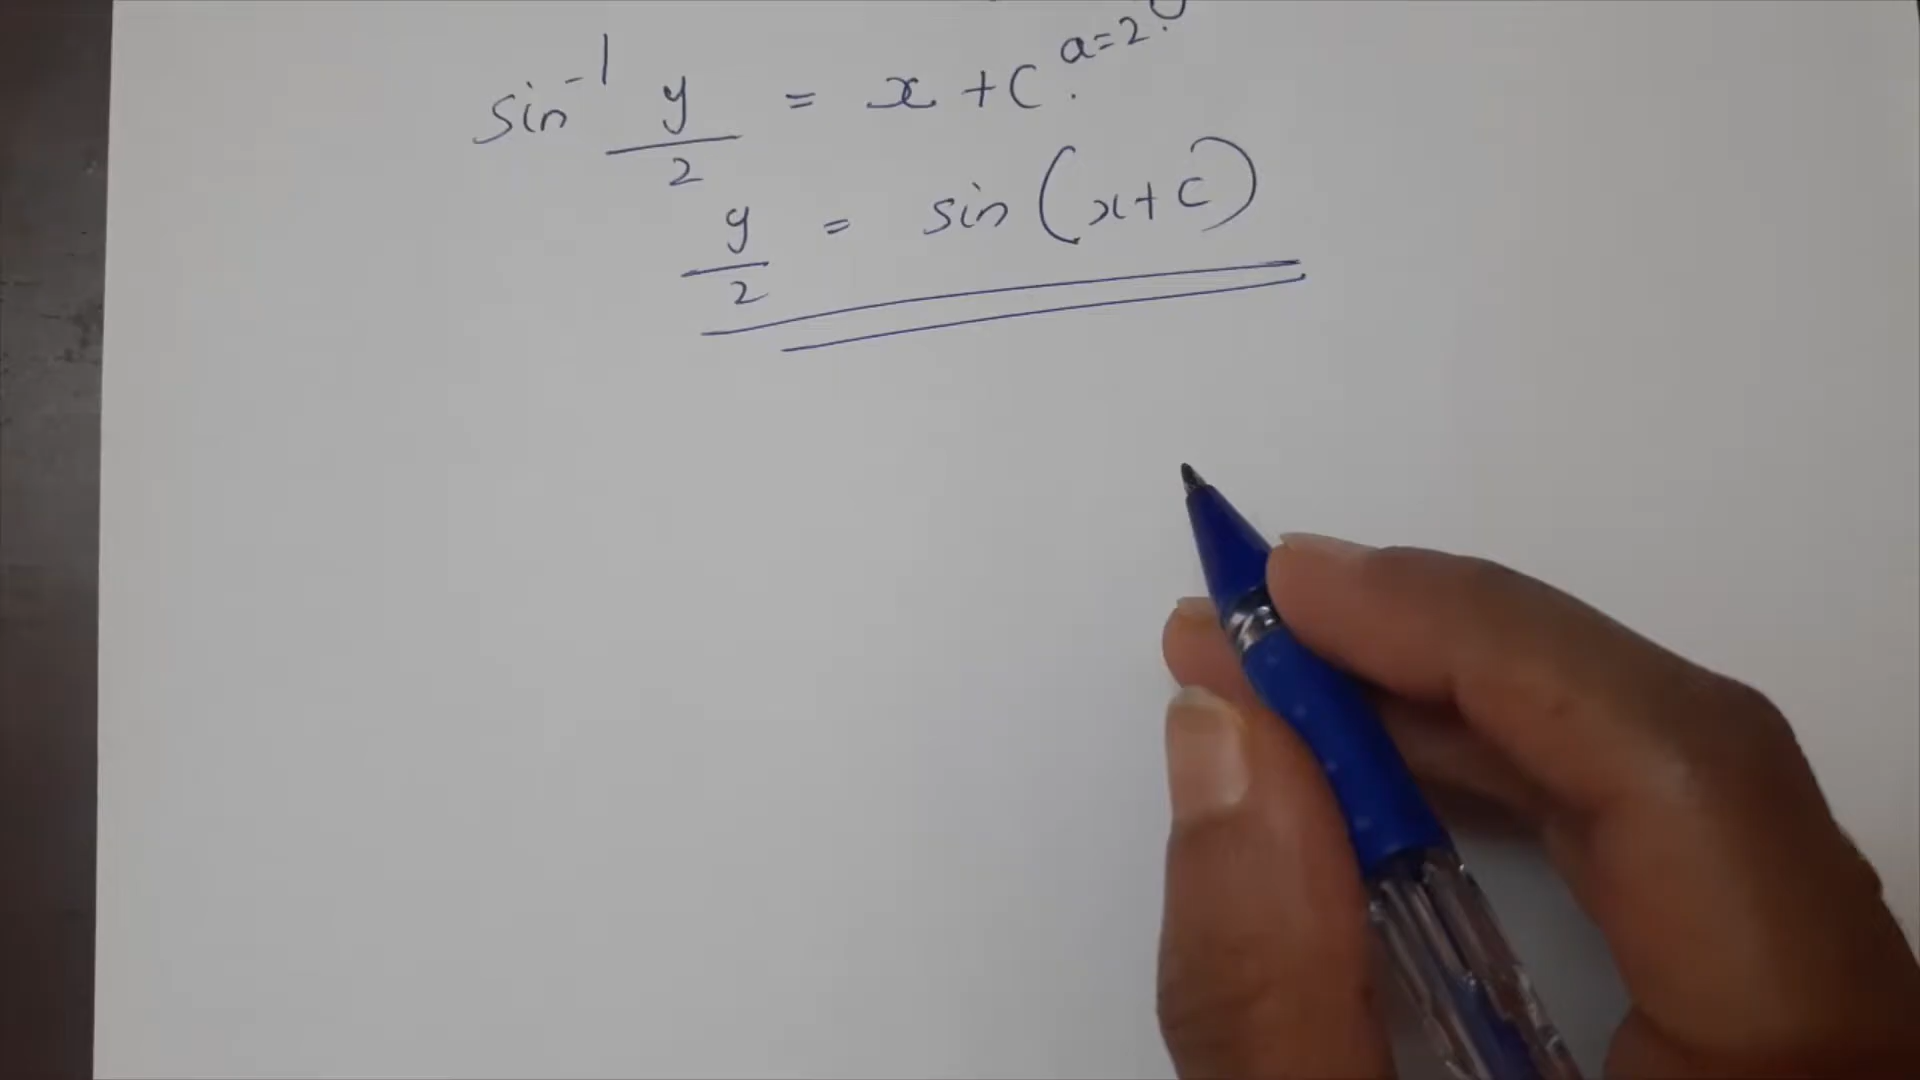 a=2.
sin⁻¹ y/2 = x + C.
y/2 = sin (x+C)